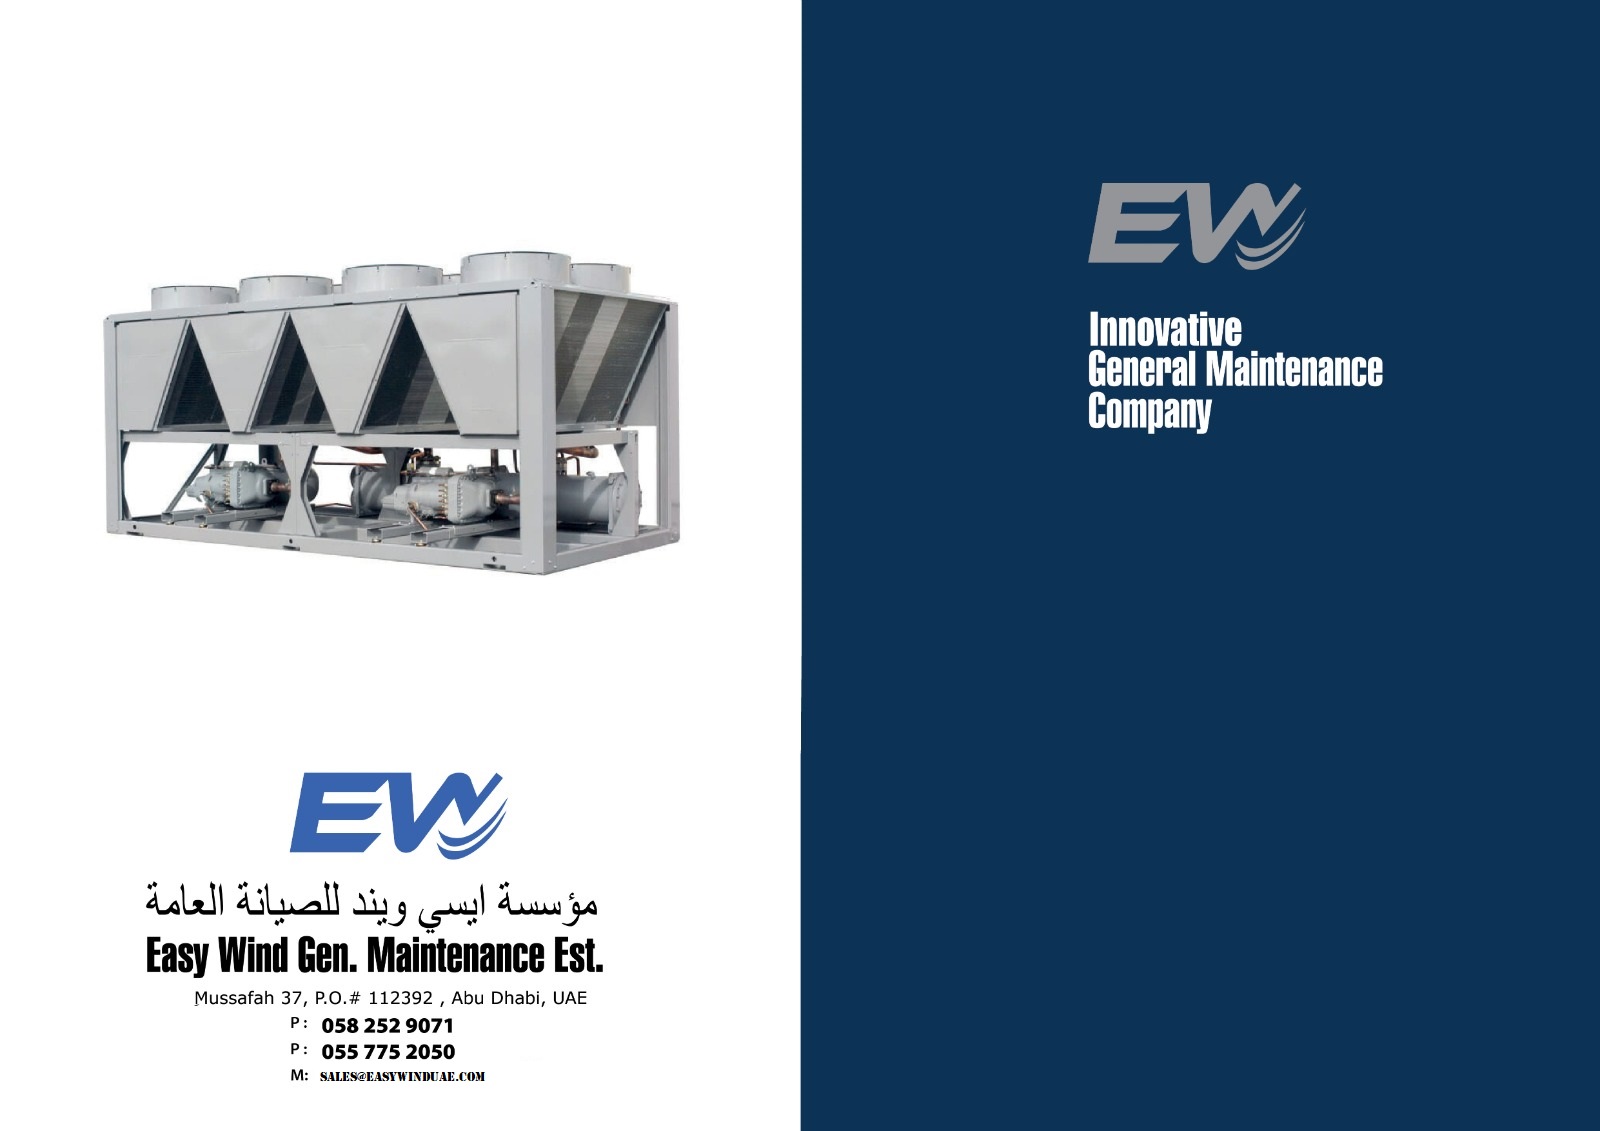 EW
مؤسسة ايسي ويند للصيانة العامة
Easy Wind Gen. Maintenance Est.
Mussafah 37, P.O.# 112392 , Abu Dhabi, UAE
P: 058 252 9071
P: 055 775 2050
M: SALES@EASYWINDUAE.COM
EW
Innovative
General Maintenance
Company